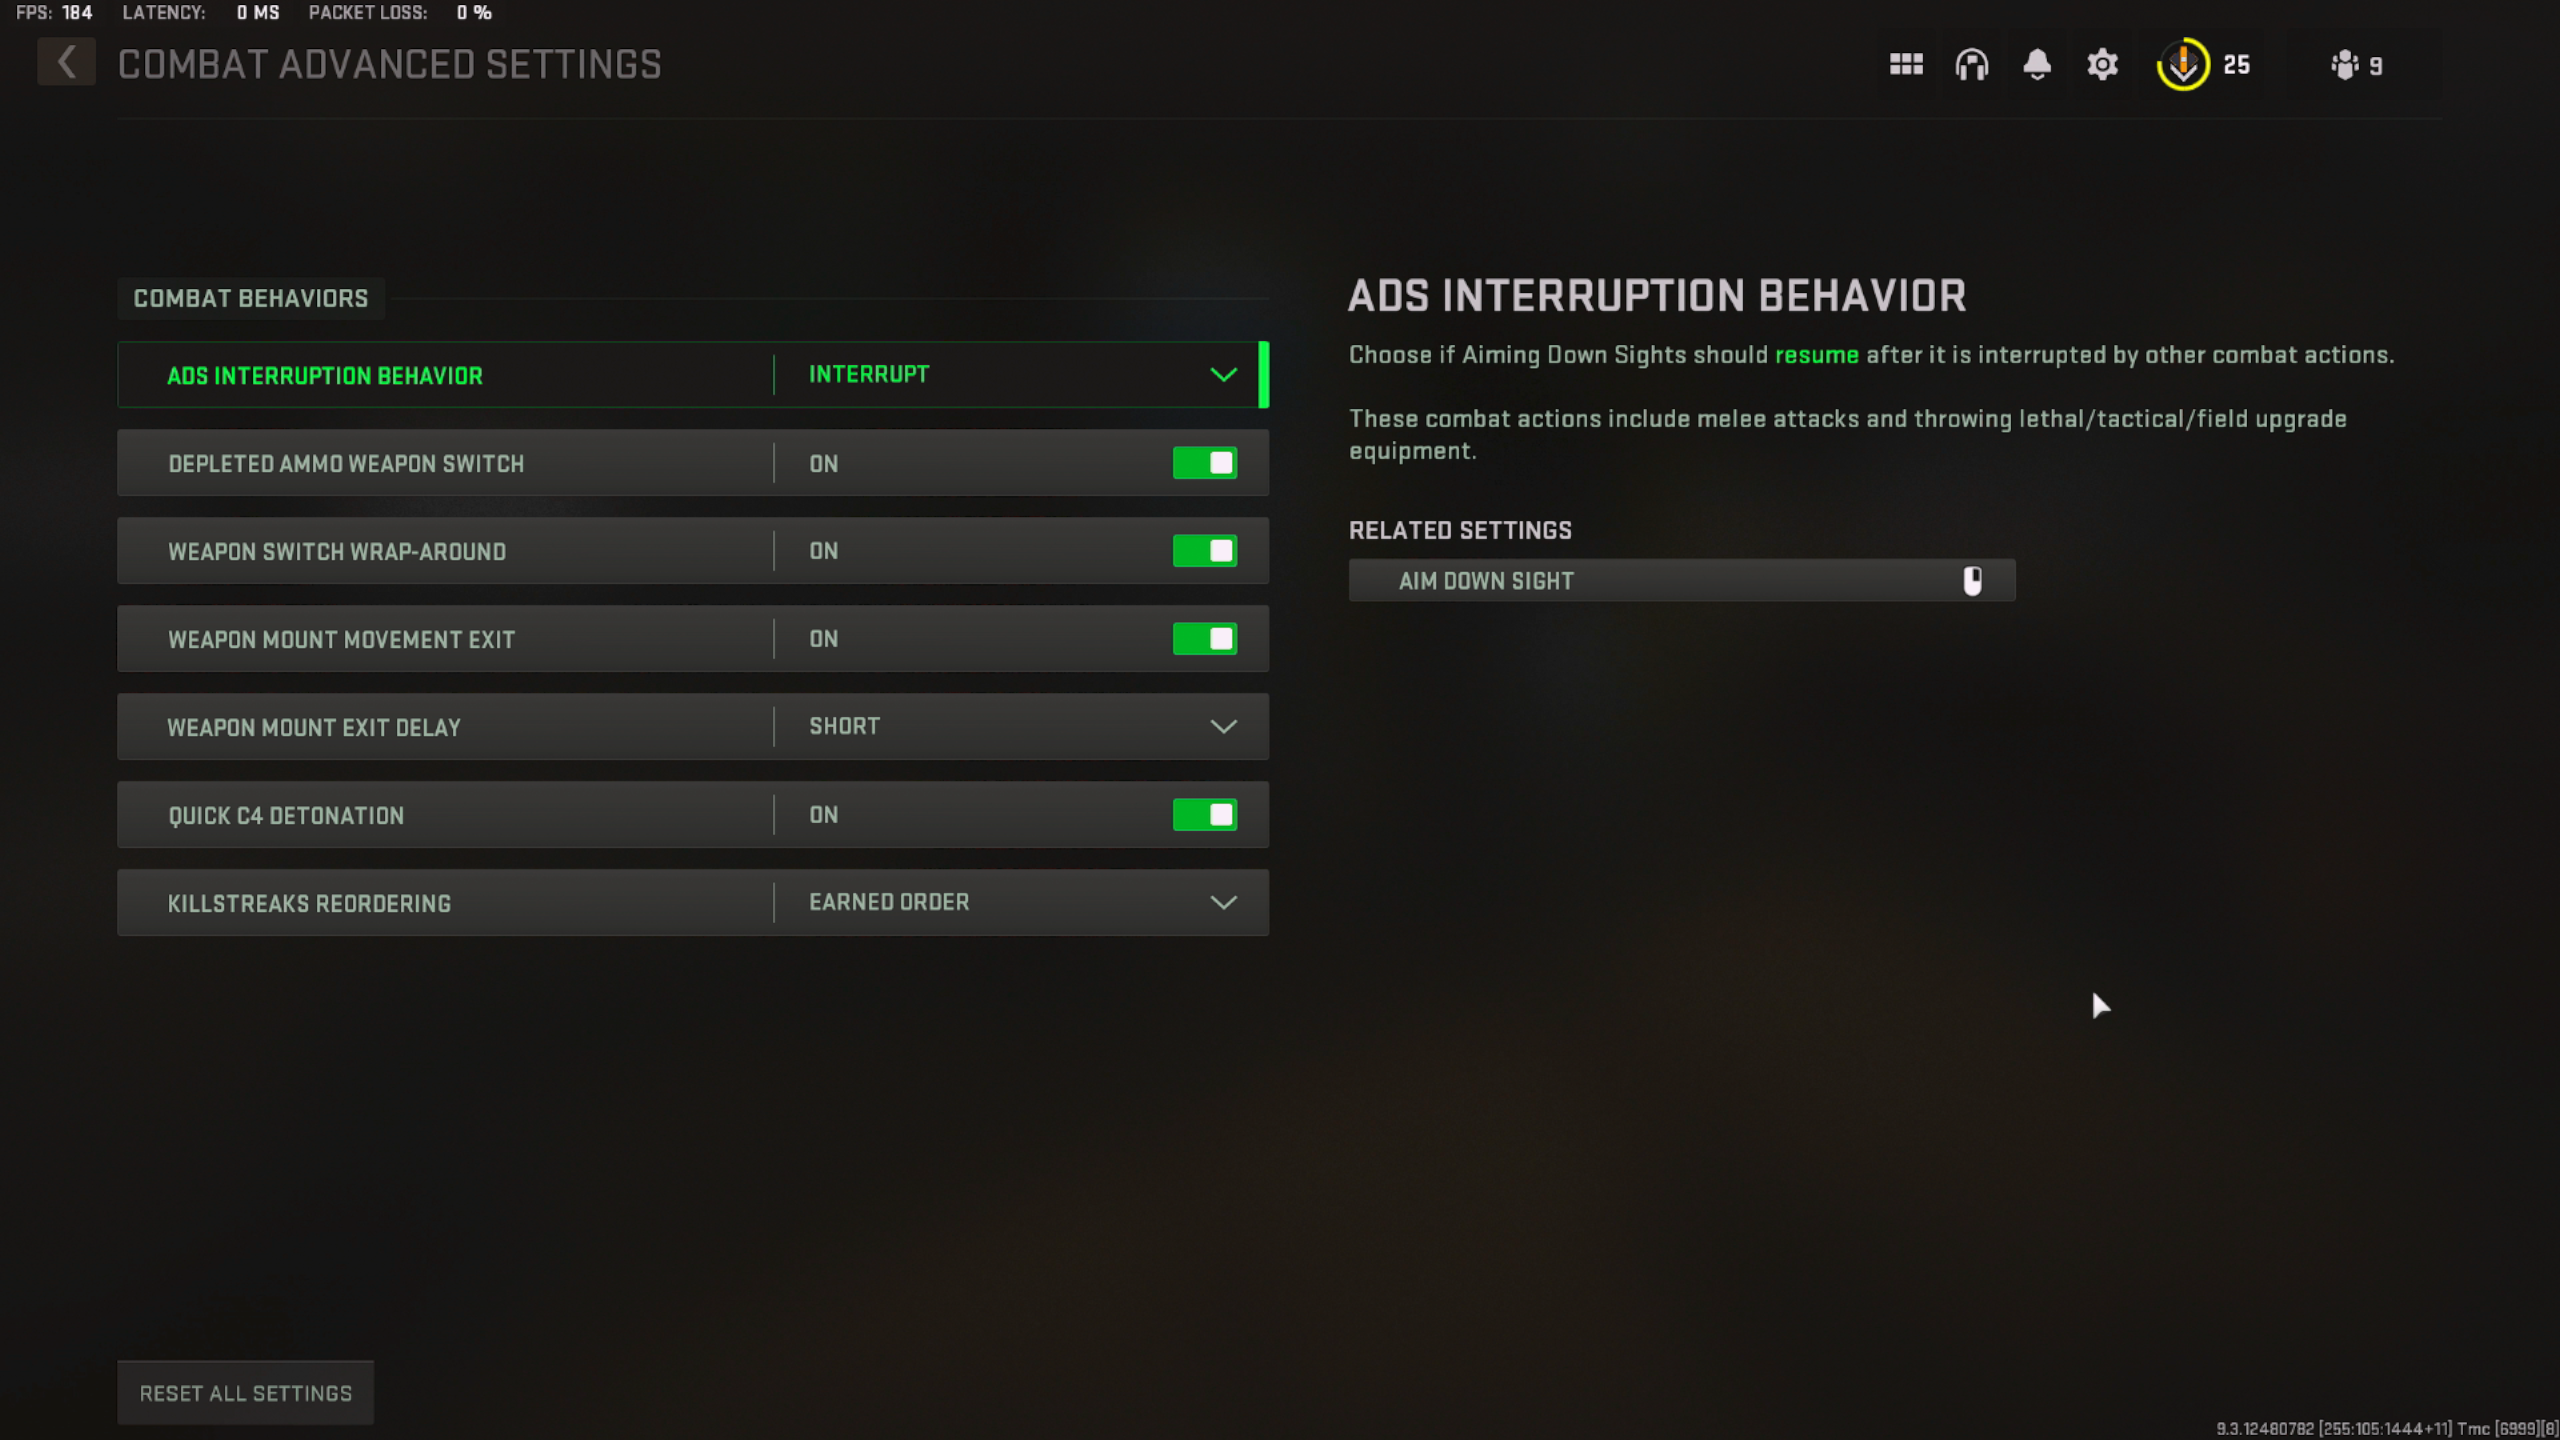 FPS: 184 LATENCY: 0 MS PACKET LOSS: 0 %
COMBAT ADVANCED SETTINGS
25
9
COMBAT BEHAVIORS
ADS INTERRUPTION BEHAVIOR INTERRUPT
DEPLETED AMMO WEAPON SWITCH ON
WEAPON SWITCH WRAP-AROUND ON
WEAPON MOUNT MOVEMENT EXIT ON
WEAPON MOUNT EXIT DELAY SHORT
QUICK C4 DETONATION ON
KILLSTREAKS REORDERING EARNED ORDER
ADS INTERRUPTION BEHAVIOR
Choose if Aiming Down Sights should resume after it is interrupted by other combat actions.
These combat actions include melee attacks and throwing lethal/tactical/field upgrade
equipment.
RELATED SETTINGS
AIM DOWN SIGHT
RESET ALL SETTINGS
9.3.12480782 [255:105:1444+11] Tmc [6999][8]